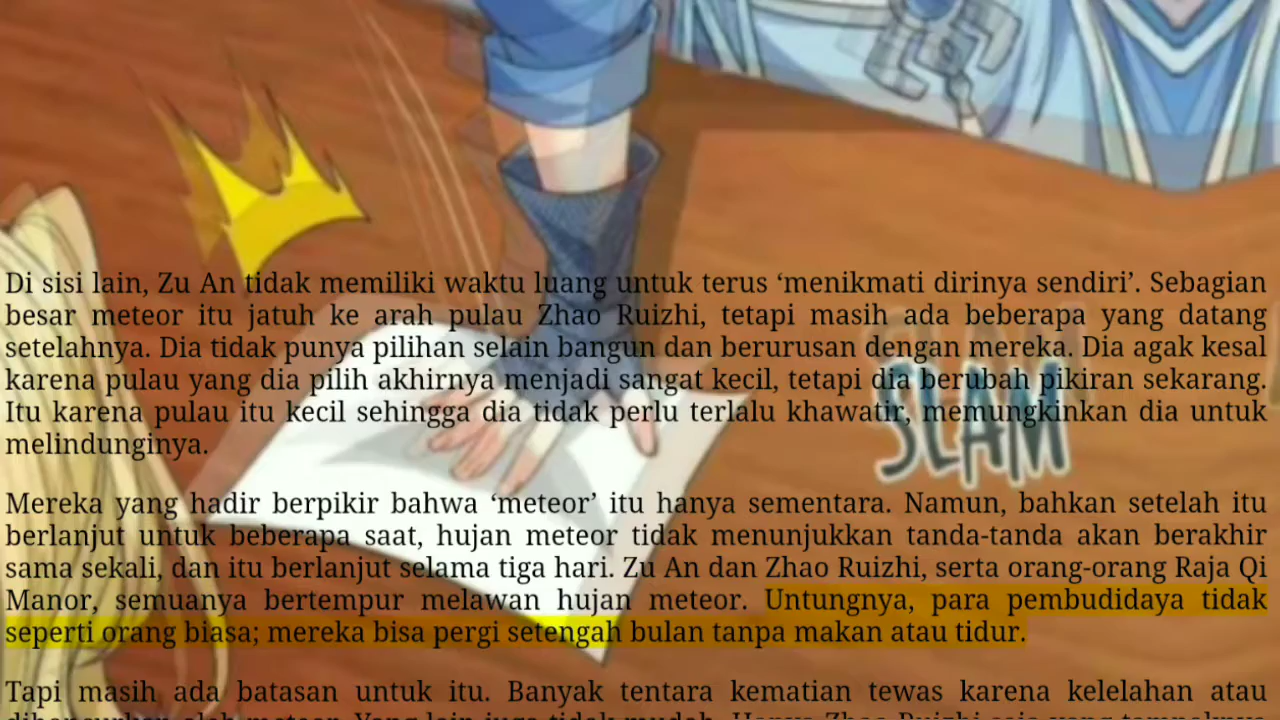 Di sisi lain, Zu An tidak memiliki waktu luang untuk terus ‘menikmati dirinya sendiri’. Sebagian
besar meteor itu jatuh ke arah pulau Zhao Ruizhi, tetapi masih ada beberapa yang datang
setelahnya. Dia tidak punya pilihan selain bangun dan berurusan dengan mereka. Dia agak kesal
karena pulau yang dia pilih akhirnya menjadi sangat kecil, tetapi dia berubah pikiran sekarang.
Itu karena pulau itu kecil sehingga dia tidak perlu terlalu khawatir, memungkinkan dia untuk
melindunginya.
SLAM
Mereka yang hadir berpikir bahwa ‘meteor’ itu hanya sementara. Namun, bahkan setelah itu
berlanjut untuk beberapa saat, hujan meteor tidak menunjukkan tanda-tanda akan berakhir
sama sekali, dan itu berlanjut selama tiga hari. Zu An dan Zhao Ruizhi, serta orang-orang Raja Qi
Manor, semuanya bertempur melawan hujan meteor. Untungnya, para pembudidaya tidak
seperti orang biasa; mereka bisa pergi setengah bulan tanpa makan atau tidur.
Tapi masih ada batasan untuk itu. Banyak tentara kematian tewas karena kelelahan atau